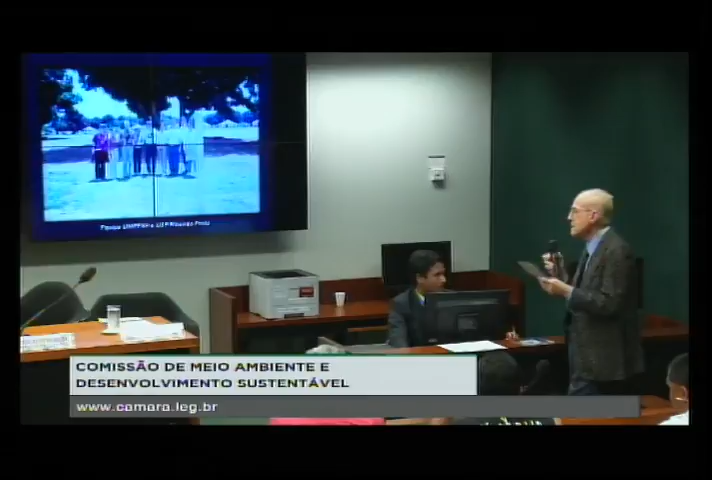 COMISSÃO DE MEIO AMBIENTE E
DESENVOLVIMENTO SUSTENTÁVEL
www.camara.leg.br